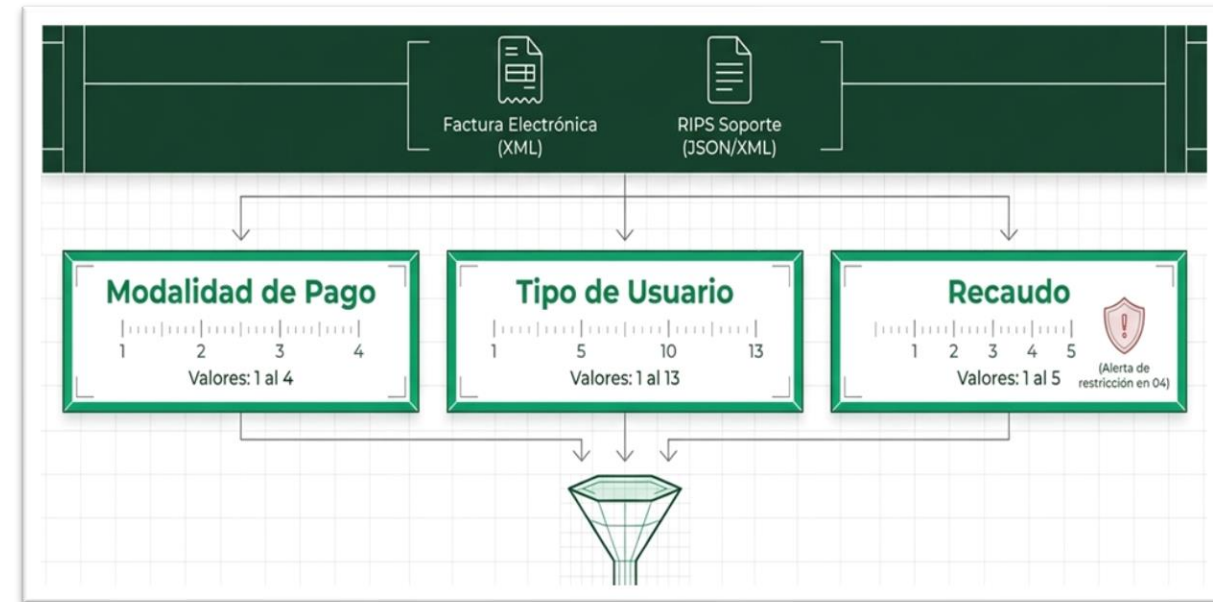 Factura Electrónica
(XML)
RIPS Soporte
(JSON/XML)
Modalidad de Pago
1 2 3 4
Valores: 1 al 4
Tipo de Usuario
1 5 10 13
Valores: 1 al 13
Recaudo
1 2 3 4 5
Valores: 1 al 5
(Alerta de
restricción en 04)